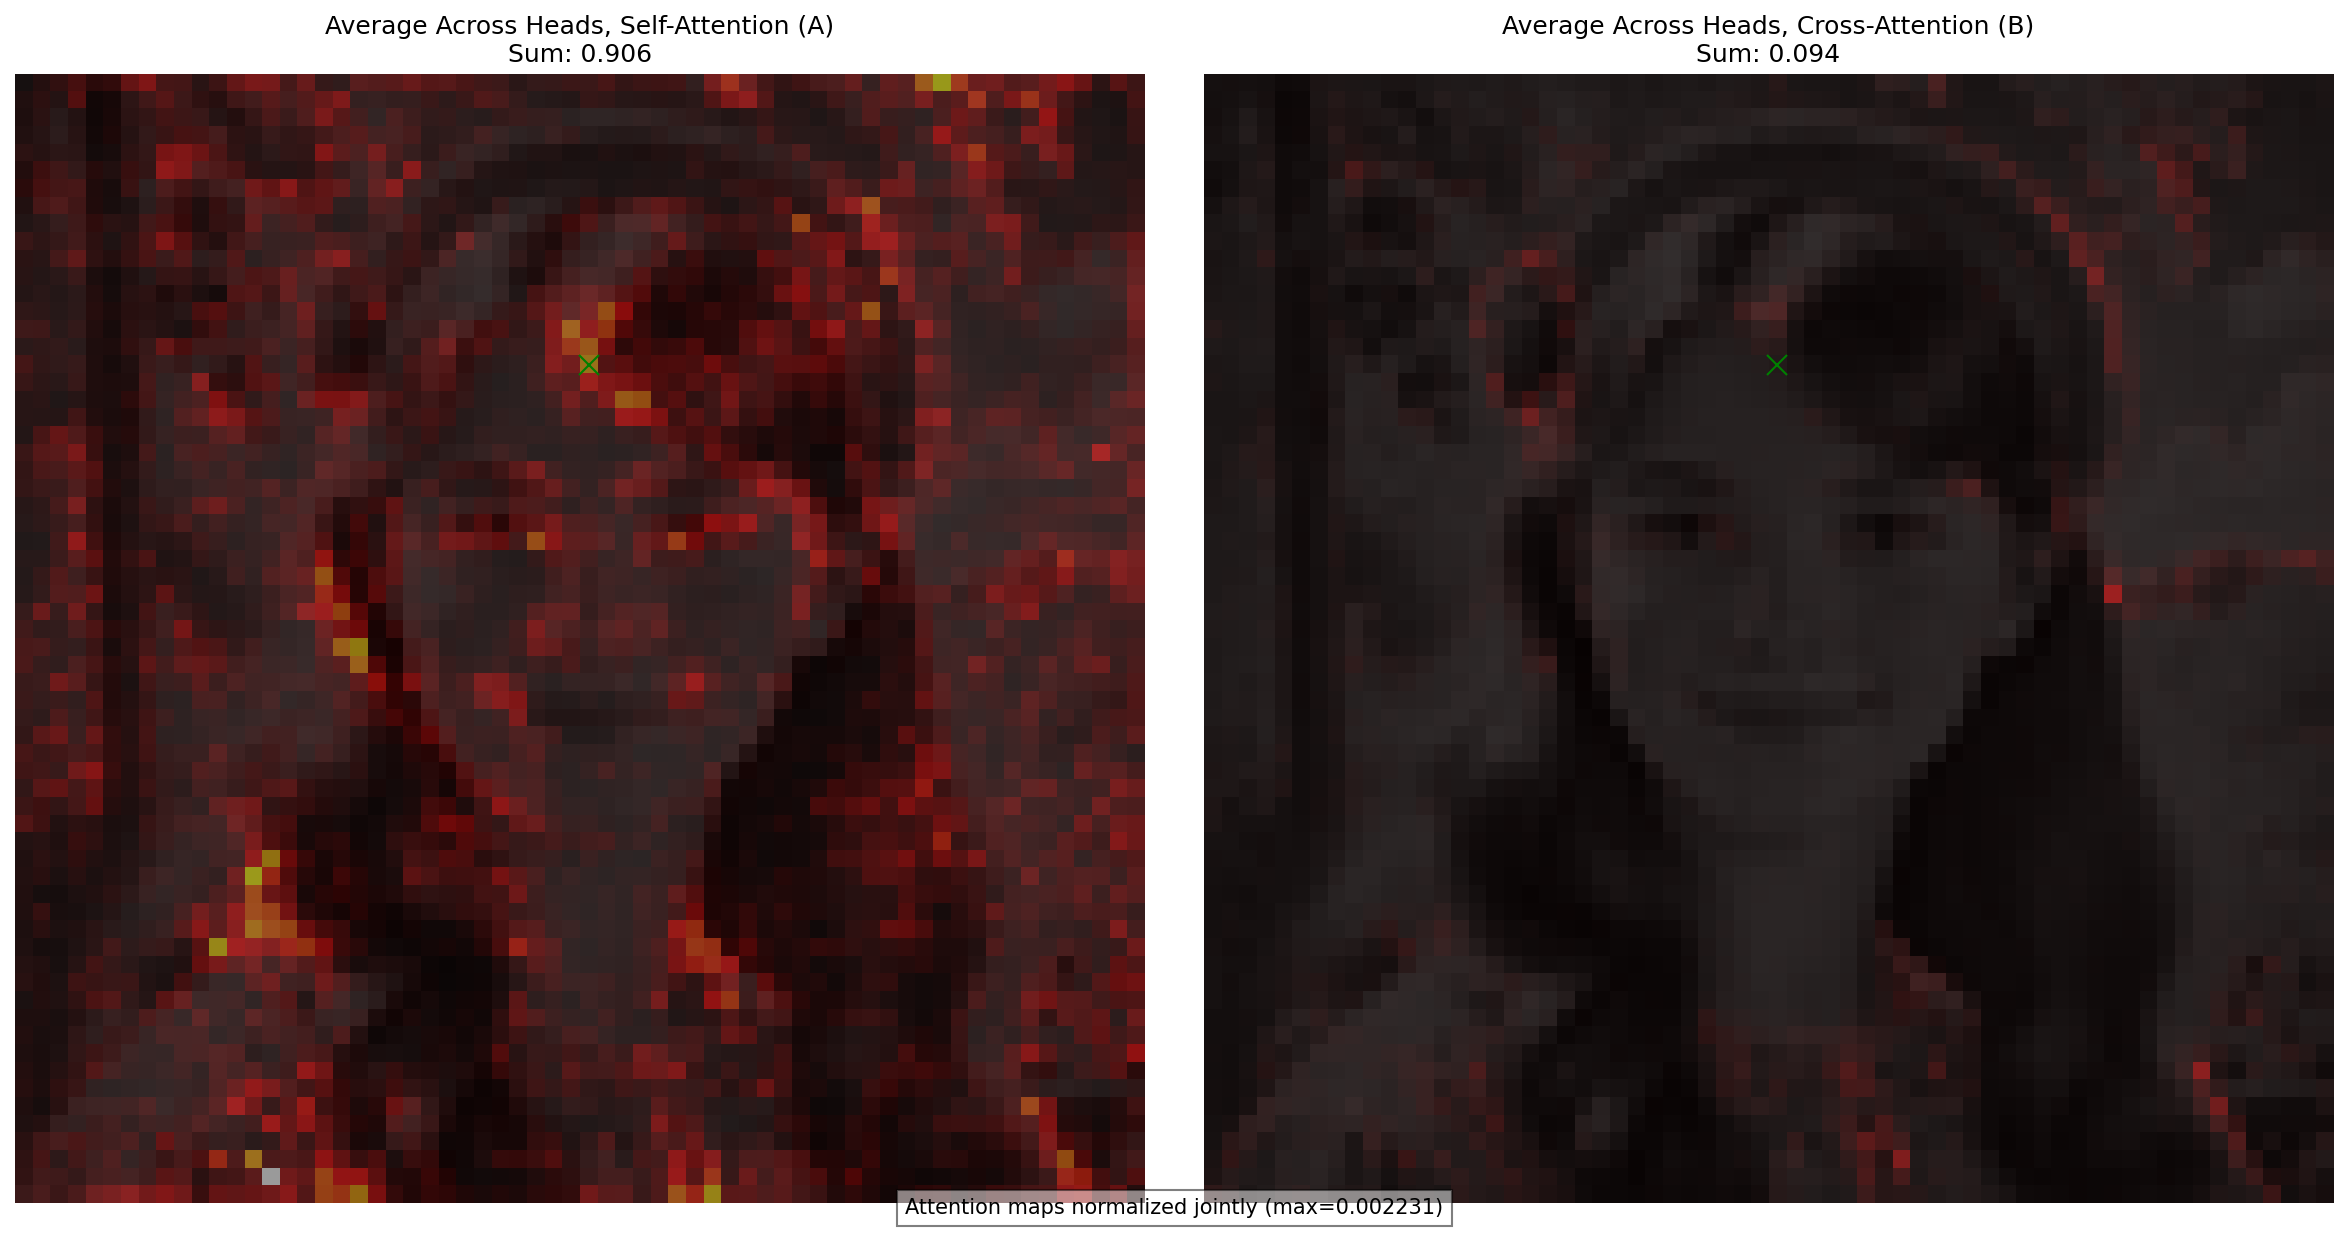 Average Across Heads, Self-Attention (A)
Sum: 0.906
Average Across Heads, Cross-Attention (B)
Sum: 0.094
Attention maps normalized jointly (max=0.002231)